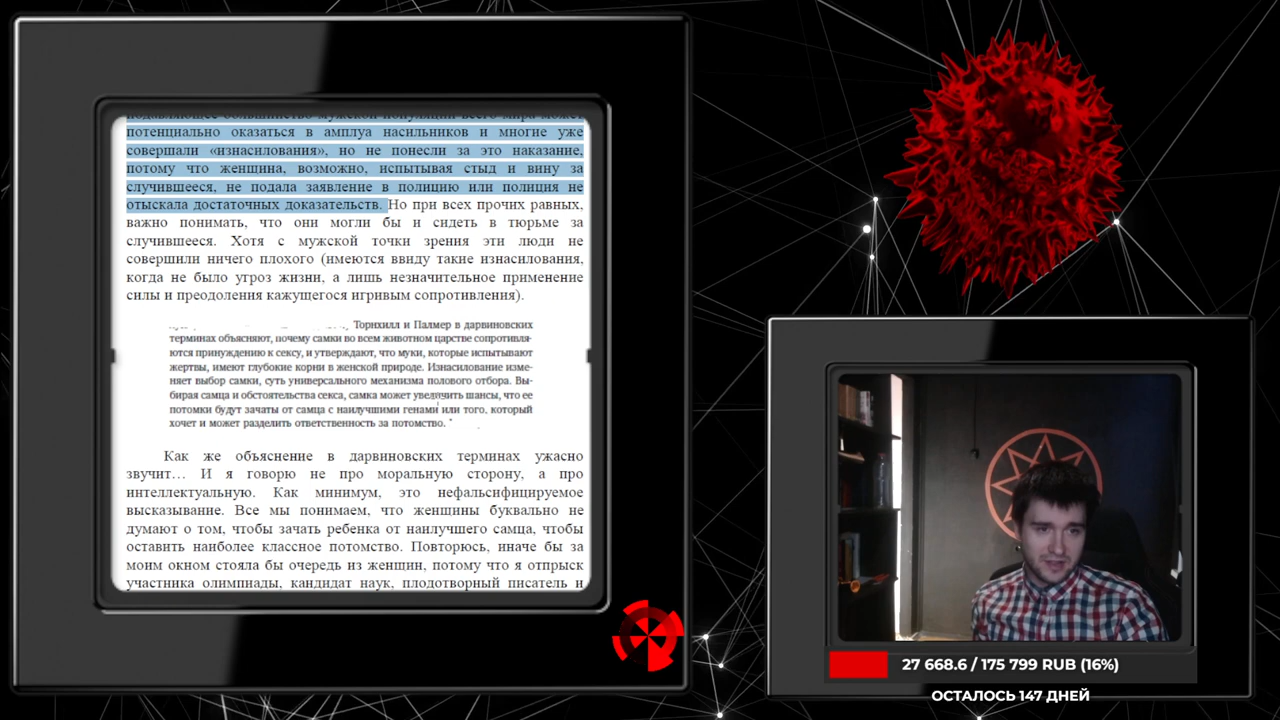 потенциально оказаться в амплуа насильников и многие уже
совершали «изнасилования», но не понесли за это наказание,
потому что женщина, возможно, испытывая стыд и вину за
случившееся, не подала заявление в полицию или полиция не
отыскала достаточных доказательств. Но при всех прочих равных,
важно понимать, что они могли бы и сидеть в тюрьме за
случившееся. Хотя с мужской точки зрения эти люди не
совершили ничего плохого (имеются ввиду такие изнасилования,
когда не было угроз жизни, а лишь незначительное применение
силы и преодоления кажущегося игривым сопротивления).
Торнхилл и Палмер в дарвиновских
терминах объясняют, почему самки во всем животном царстве сопротивля-
ются принуждению к сексу, и утверждают, что муки, которые испытывают
жертвы, имеют глубокие корни в женской природе. Изнасилование изме-
няет выбор самки, суть универсального механизма полового отбора. Вы-
бирая самца и обстоятельства секса, самка может увеличить шансы, что ее
потомки будут зачаты от самца с наилучшими генами или того, который
хочет и может разделить ответственность за потомство.
Как же объяснение в дарвиновских терминах ужасно
звучит… И я говорю не про моральную сторону, а про
интеллектуальную. Как минимум, это нефальсифицируемое
высказывание. Все мы понимаем, что женщины буквально не
думают о том, чтобы зачать ребенка от наилучшего самца, чтобы
оставить наиболее классное потомство. Повторюсь, иначе бы за
моим окном стояла бы очередь из женщин, потому что я отпрыск
участника олимпиады, кандидат наук, плодотворный писатель и
27 668.6 / 175 799 RUB (16%)
ОСТАЛОСЬ 147 ДНЕЙ